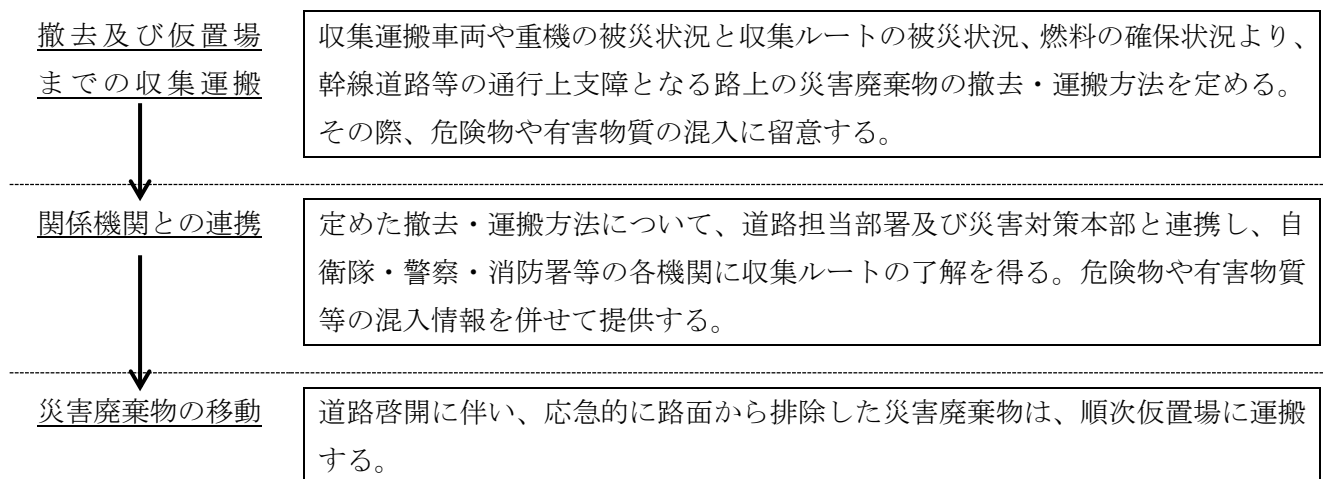 撤去及び仮置場
までの収集運搬
収集運搬車両や重機の被災状況と収集ルートの被災状況、燃料の確保状況より、
幹線道路等の通行上支障となる路上の災害廃棄物の撤去・運搬方法を定める。
その際、危険物や有害物質の混入に留意する。
関係機関との連携
定めた撤去・運搬方法について、道路担当部署及び災害対策本部と連携し、自
衛隊・警察・消防署等の各機関に収集ルートの了解を得る。危険物や有害物質
等の混入情報を併せて提供する。
災害廃棄物の移動
道路啓開に伴い、応急的に路面から排除した災害廃棄物は、順次仮置場に運搬
する。